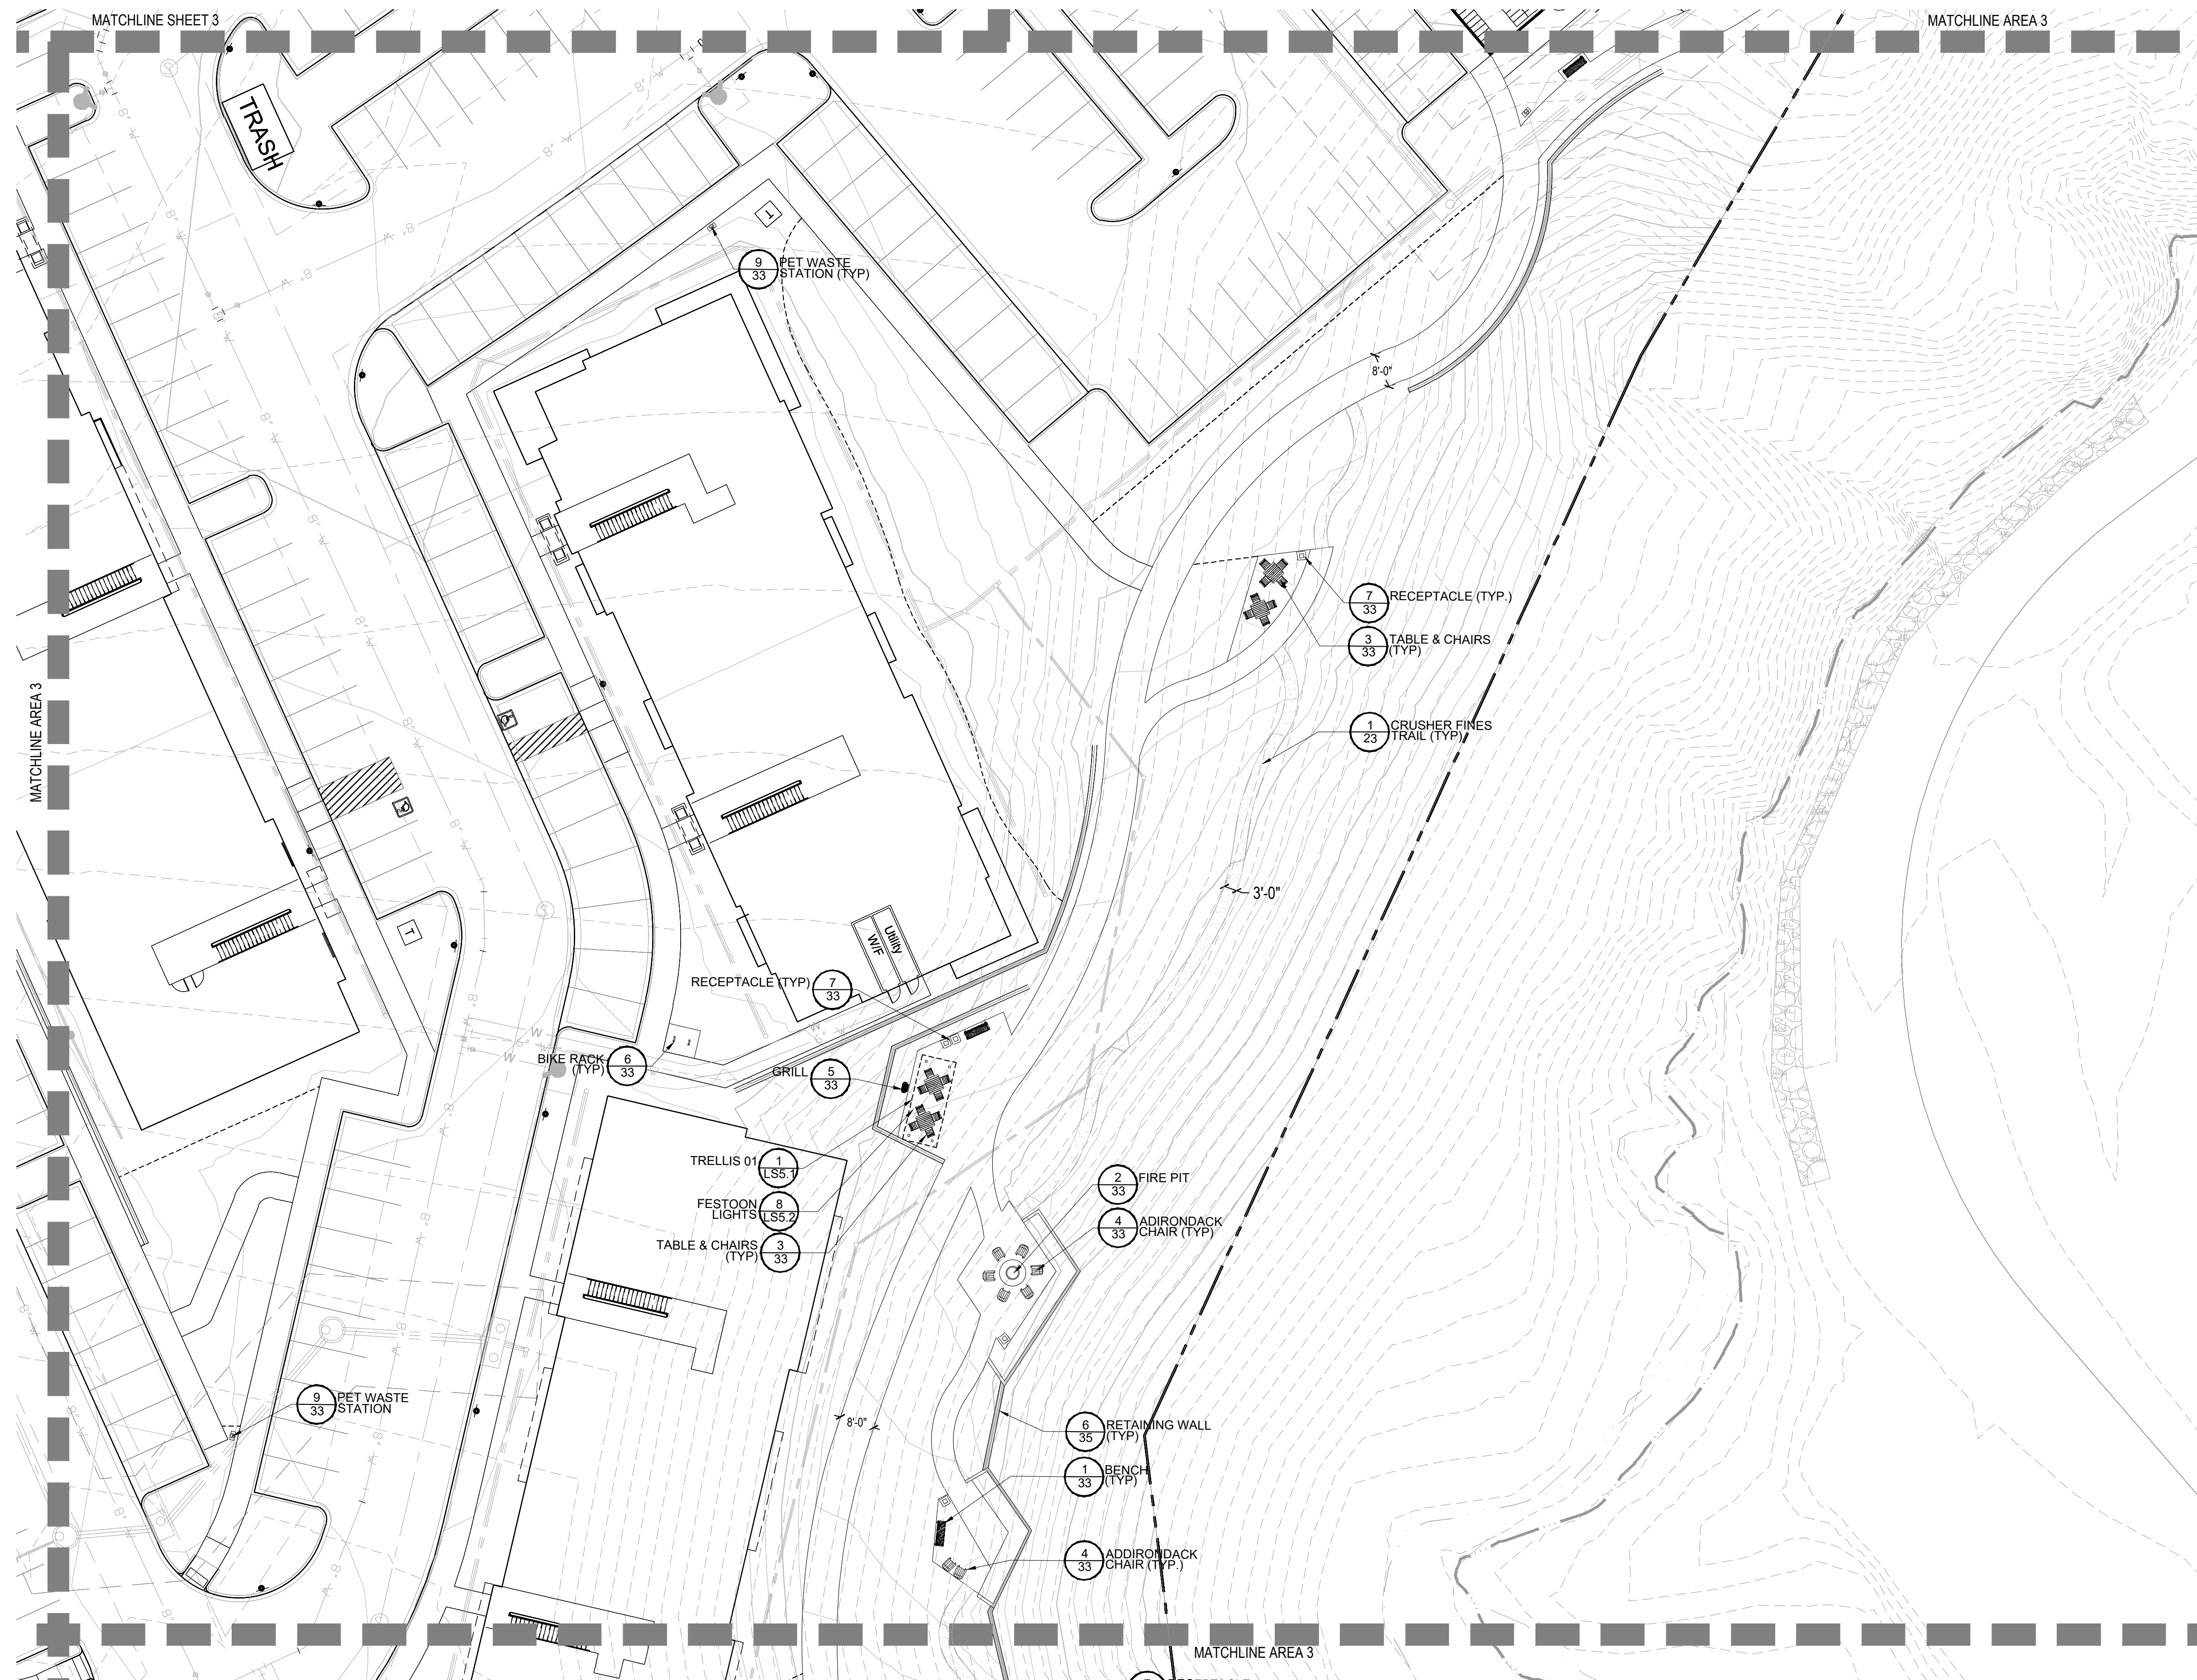 MATCHLINE SHEET 3
MATCHLINE AREA 3
TRASH
8" W
8" W
8" W
8" W
T
9
33
PET WASTE
STATION (TYP)
8'-0"
7
33
RECEPTACLE (TYP.)
3
33
TABLE & CHAIRS
(TYP)
MATCHLINE AREA 3
1
23
CRUSHER FINES
TRAIL (TYP)
3'-0"
T
Utility
W/F
RECEPTACLE (TYP)
7
33
BIKE RACK
(TYP)
6
33
GRILL
5
33
TRELLIS 01
1
LS5.1
FESTOON
LIGHTS
8
LS5.2
TABLE & CHAIRS
(TYP)
3
33
2
33
FIRE PIT
4
33
ADIRONDACK
CHAIR (TYP)
9
33
PET WASTE
STATION
8'-0"
6
35
RETAINING WALL
(TYP)
1
33
BENCH
(TYP)
4
33
ADDIRONDACK
CHAIR (TYP.)
MATCHLINE AREA 3